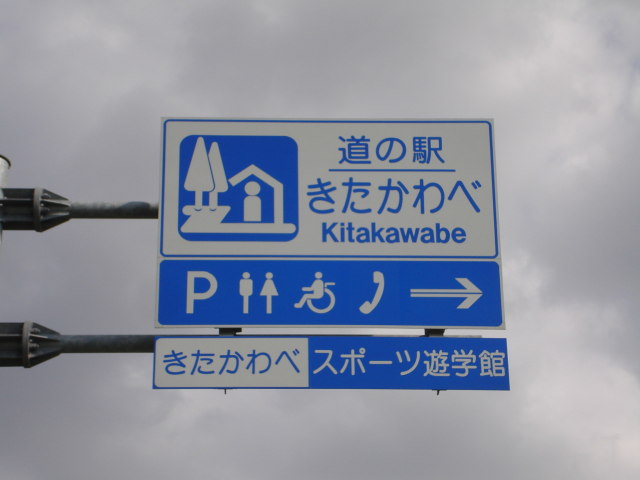 道の駅
きたかわべ
Kitakawabe
P
きたかわべ スポーツ遊学館